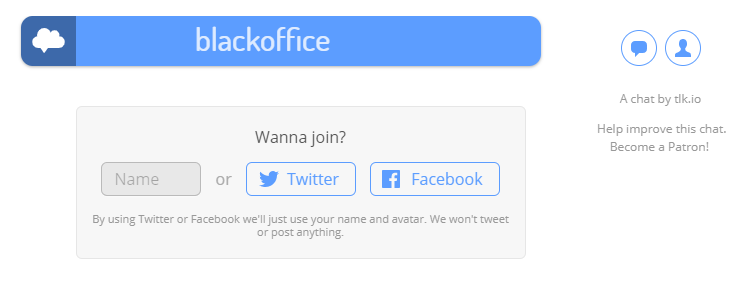 blackoffice
A chat by tlk.io
Help improve this chat.
Become a Patron!
Wanna join?
Name or Twitter Facebook
By using Twitter or Facebook we'll just use your name and avatar. We won't tweet
or post anything.